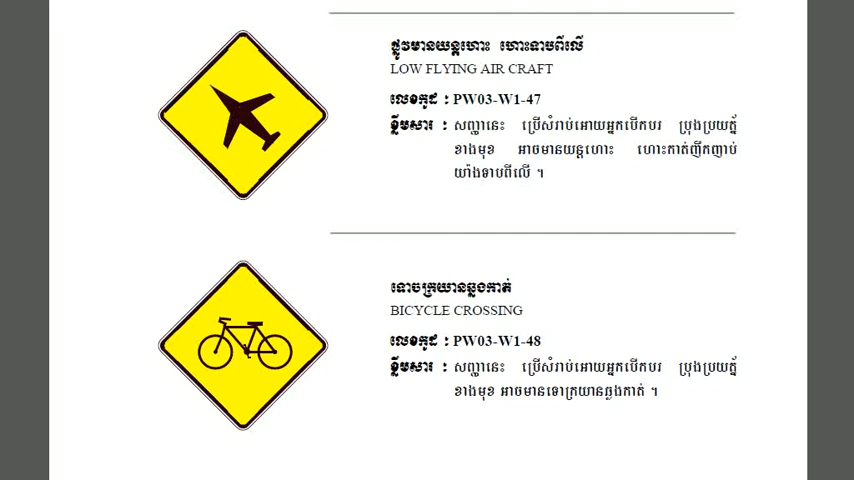 ផ្លូវមានយន្តហោះ ហោះទាបពីលើ
LOW FLYING AIR CRAFT
លេខកូដ : PW03-W1-47
ខ្លឹមសារ : សញ្ញានេះ ប្រើសំរាប់អោយអ្នកបើកបរ ប្រុងប្រយត្ន័
ខាងមុខ អាចមានយន្តហោះ ហោះកាត់ញឹកញាប់
យ៉ាងទាបពីលើ ។
ទោចក្រយានឆ្លងកាត់
BICYCLE CROSSING
លេខកូដ : PW03-W1-48
ខ្លឹមសារ : សញ្ញានេះ ប្រើសំរាប់អោយអ្នកបើកបរ ប្រុងប្រយត្ន័
ខាងមុខ អាចមានទោក្រយានឆ្លងកាត់ ។